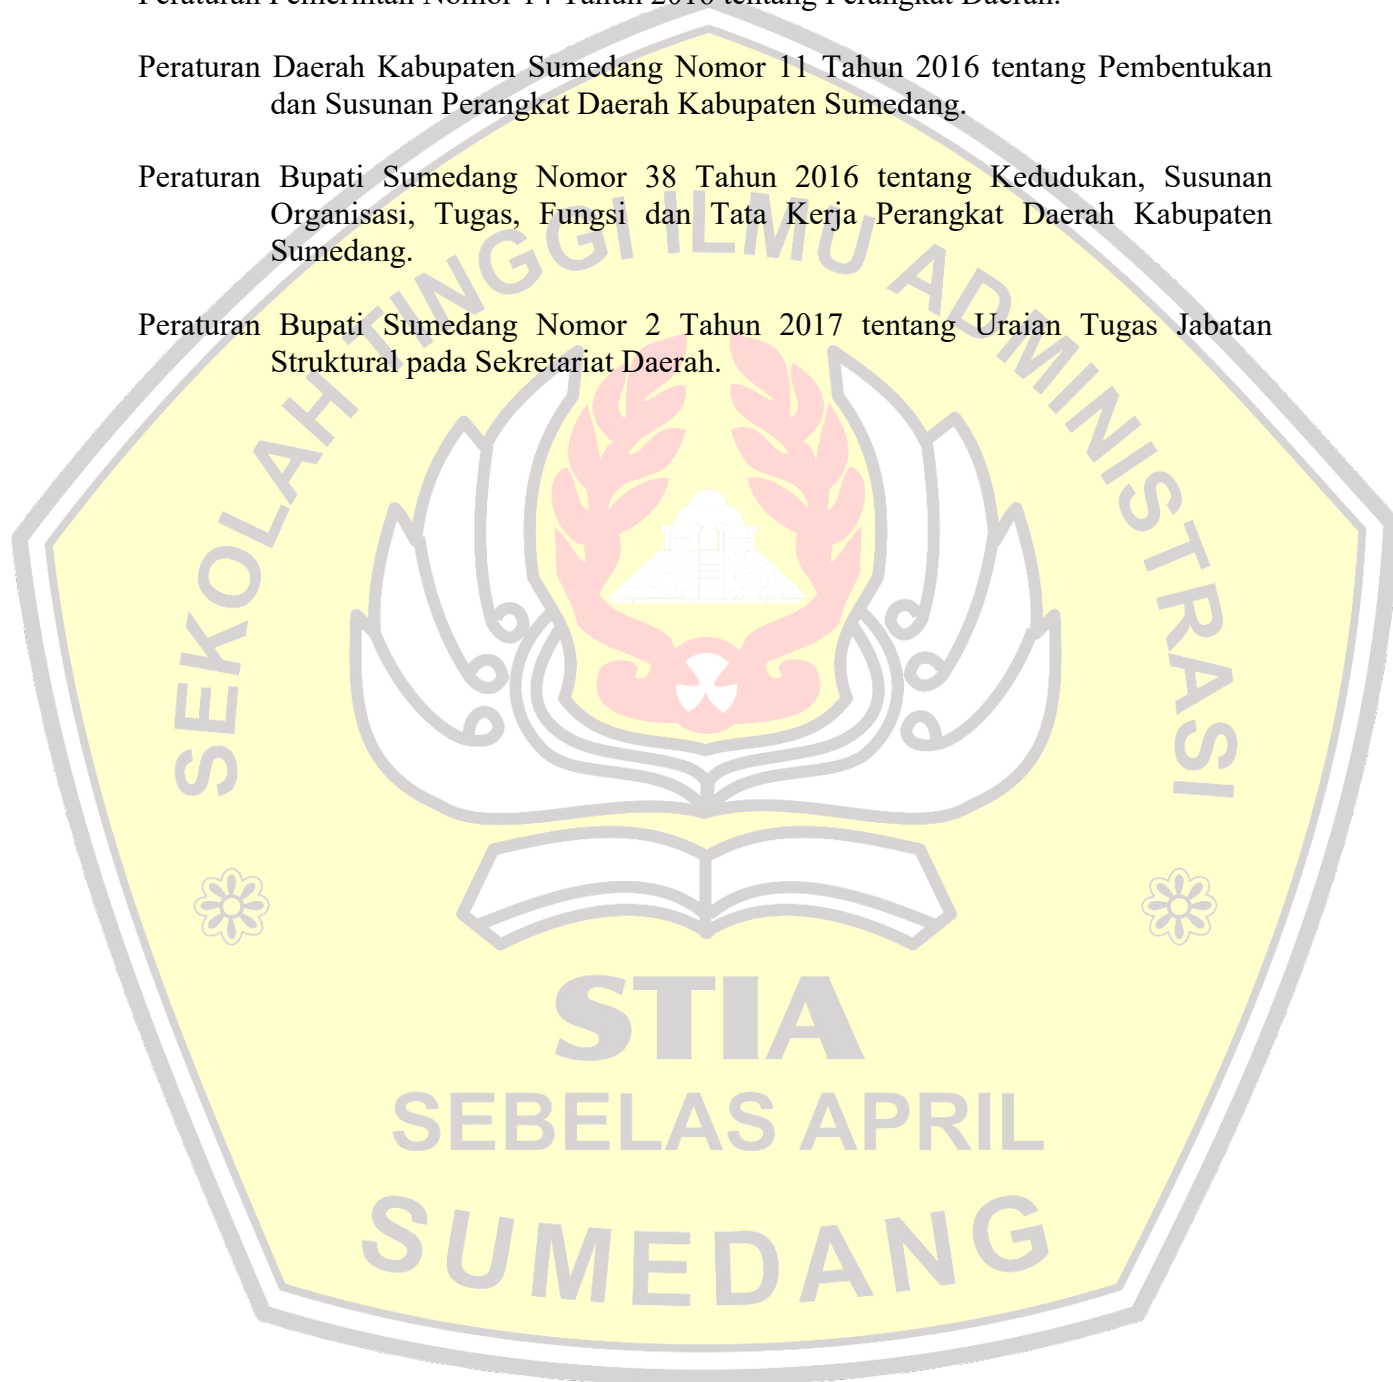 Peraturan Daerah Kabupaten Sumedang Nomor 11 Tahun 2016 tentang Pembentukan
dan Susunan Perangkat Daerah Kabupaten Sumedang.
Peraturan Bupati Sumedang Nomor 38 Tahun 2016 tentang Kedudukan, Susunan
Organisasi, Tugas, Fungsi dan Tata Kerja Perangkat Daerah Kabupaten
Sumedang.
Peraturan Bupati Sumedang Nomor 2 Tahun 2017 tentang Uraian Tugas Jabatan
Struktural pada Sekretariat Daerah.
SEKOLAH TINGGI ILMU ADMINISTRASI
STIA
SEBELAS APRIL
SUMEDANG